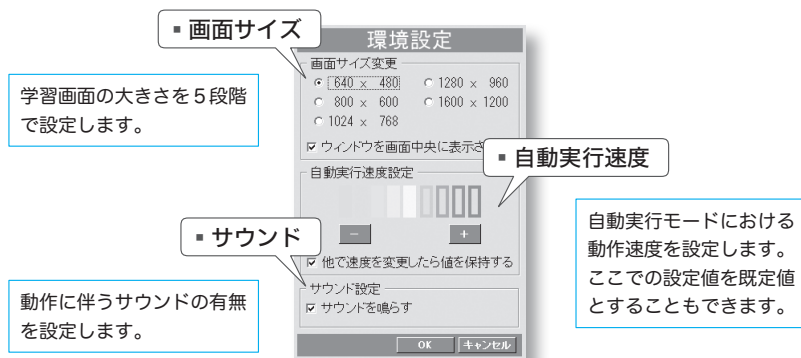 ▪ 画面サイズ
学習画面の大きさを５段階
で設定します。
環境設定
画面サイズ変更
640 × 480
1280 × 960
800 × 600
1600 × 1200
1024 × 768
ウィンドウを画面中央に表示さ
▪ 自動実行速度
自動実行速度設定
－
＋
他で速度を変更したら値を保持する
自動実行モードにおける
動作速度を設定します。
ここでの設定値を既定値
とすることもできます。
▪ サウンド
動作に伴うサウンドの有無
を設定します。
サウンド設定
サウンドを鳴らす
OK
キャンセル